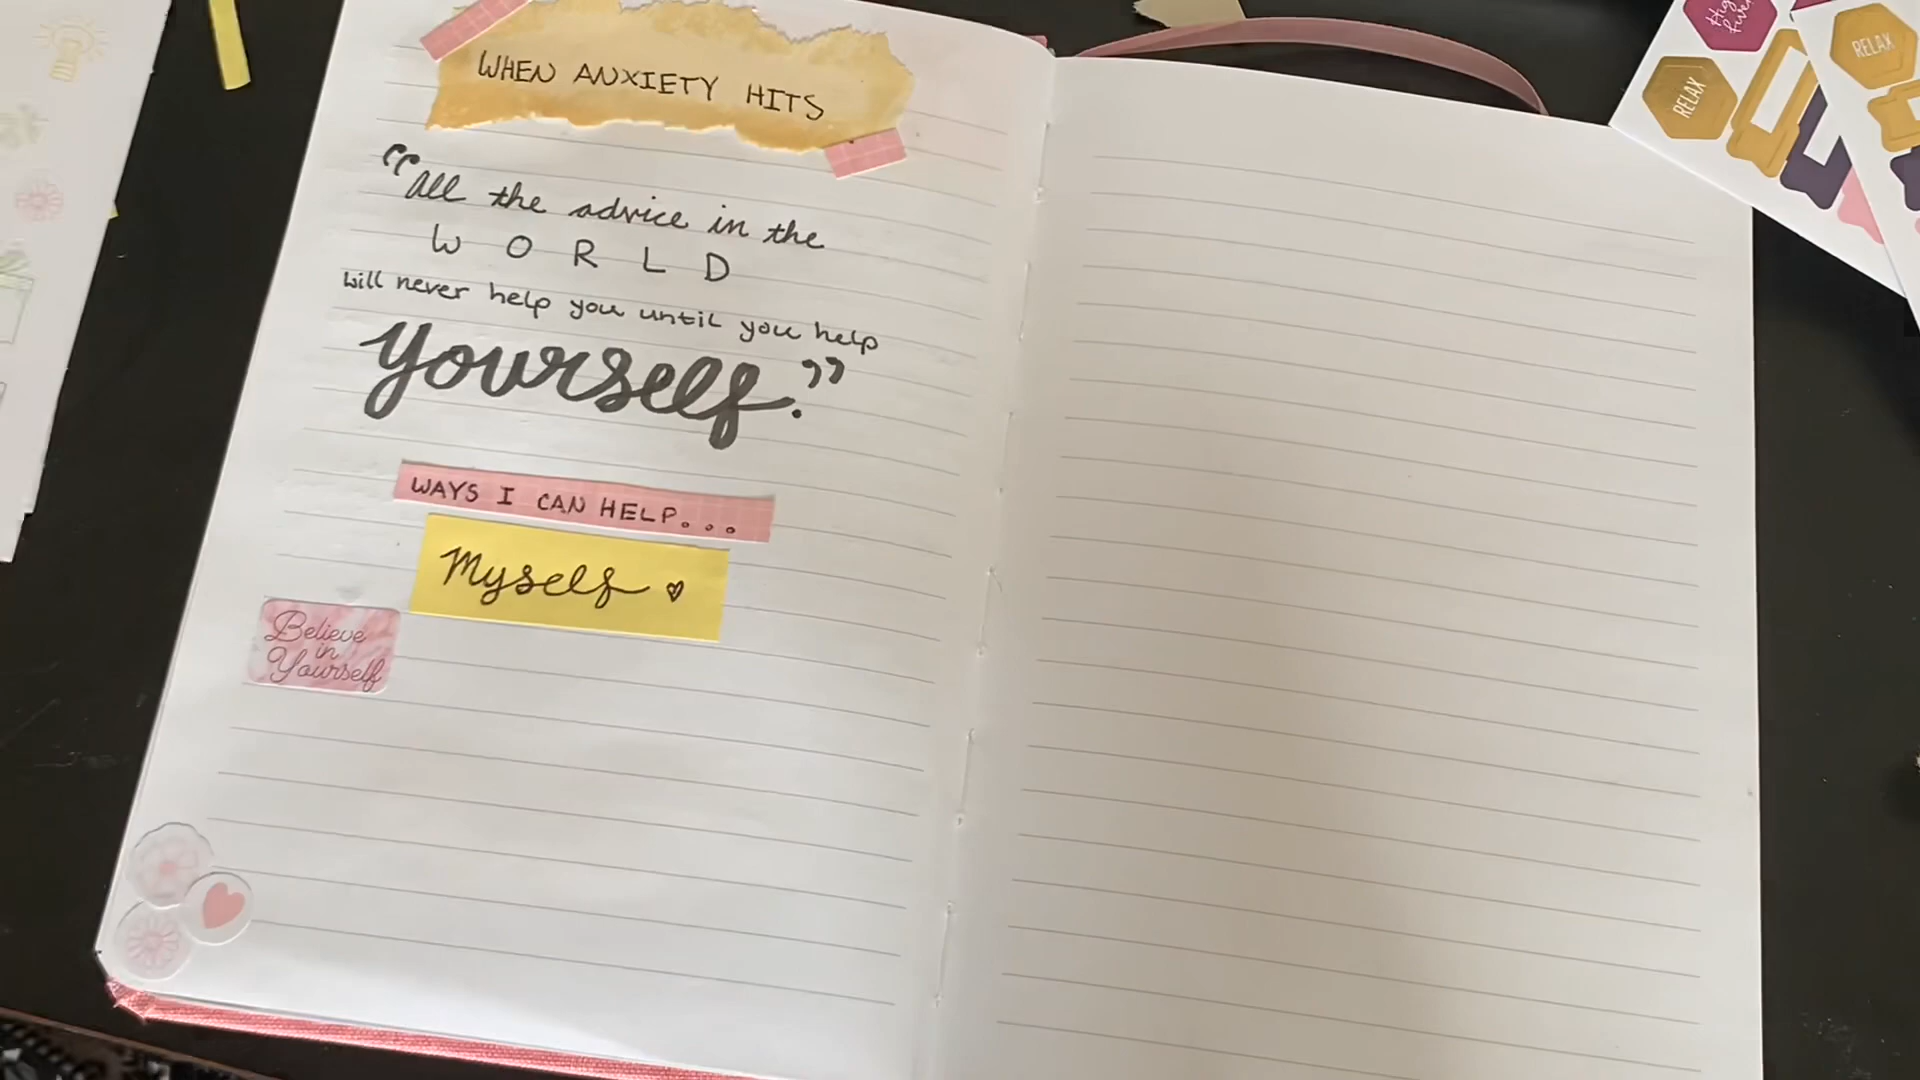 WHEN ANXIETY HITS
“All the advice in the
WORLD
will never help you until you help
yourself.”
WAYS I CAN HELP...
Myself ♡
Believe
in
Yourself
High
RELAX
RELAX